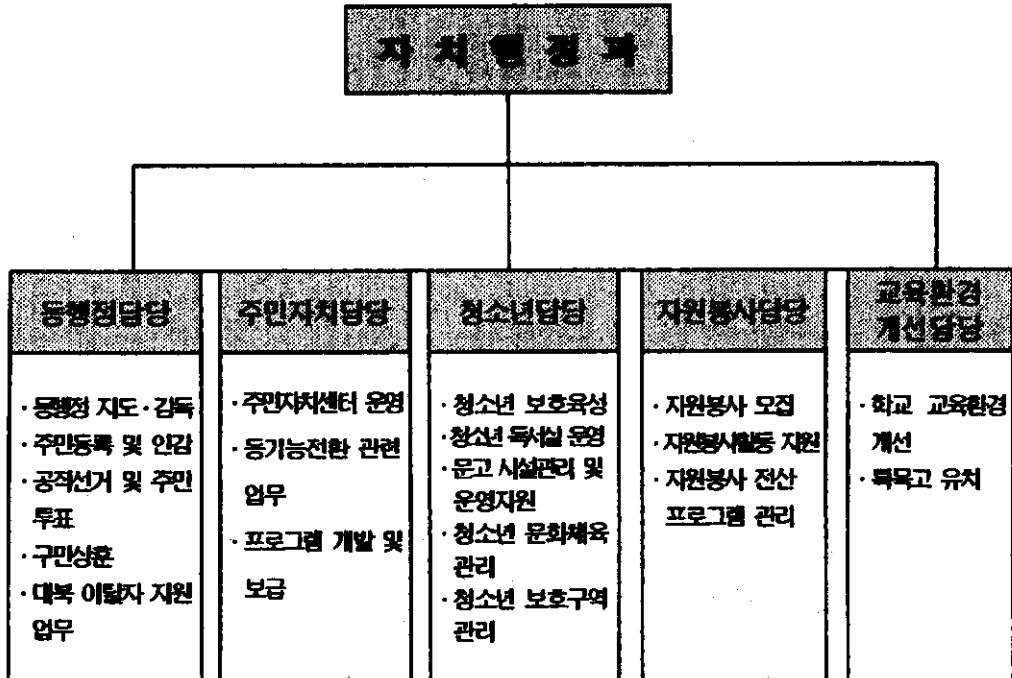 자 치 행 정 과
동행정담당
· 동행정 지도 · 감독
· 주민등록 및 인감
· 공직선거 및 주민
투표
· 구민상훈
· 대북 이탈자 지원
업무
주민자치담당
· 주민자치센터 운영
· 동기능전환 관련
업무
· 프로그램 개발 및
보급
청소년담당
· 청소년 보호육성
· 청소년 독서실 운영
· 문고 시설관리 및
운영지원
· 청소년 문화체육
관리
· 청소년 보호구역
관리
자원봉사담당
· 자원봉사 모집
· 자원봉사활동 지원
· 자원봉사 전산
프로그램 관리
교육환경
개선담당
· 학교 교육환경
개선
· 특목고 유치